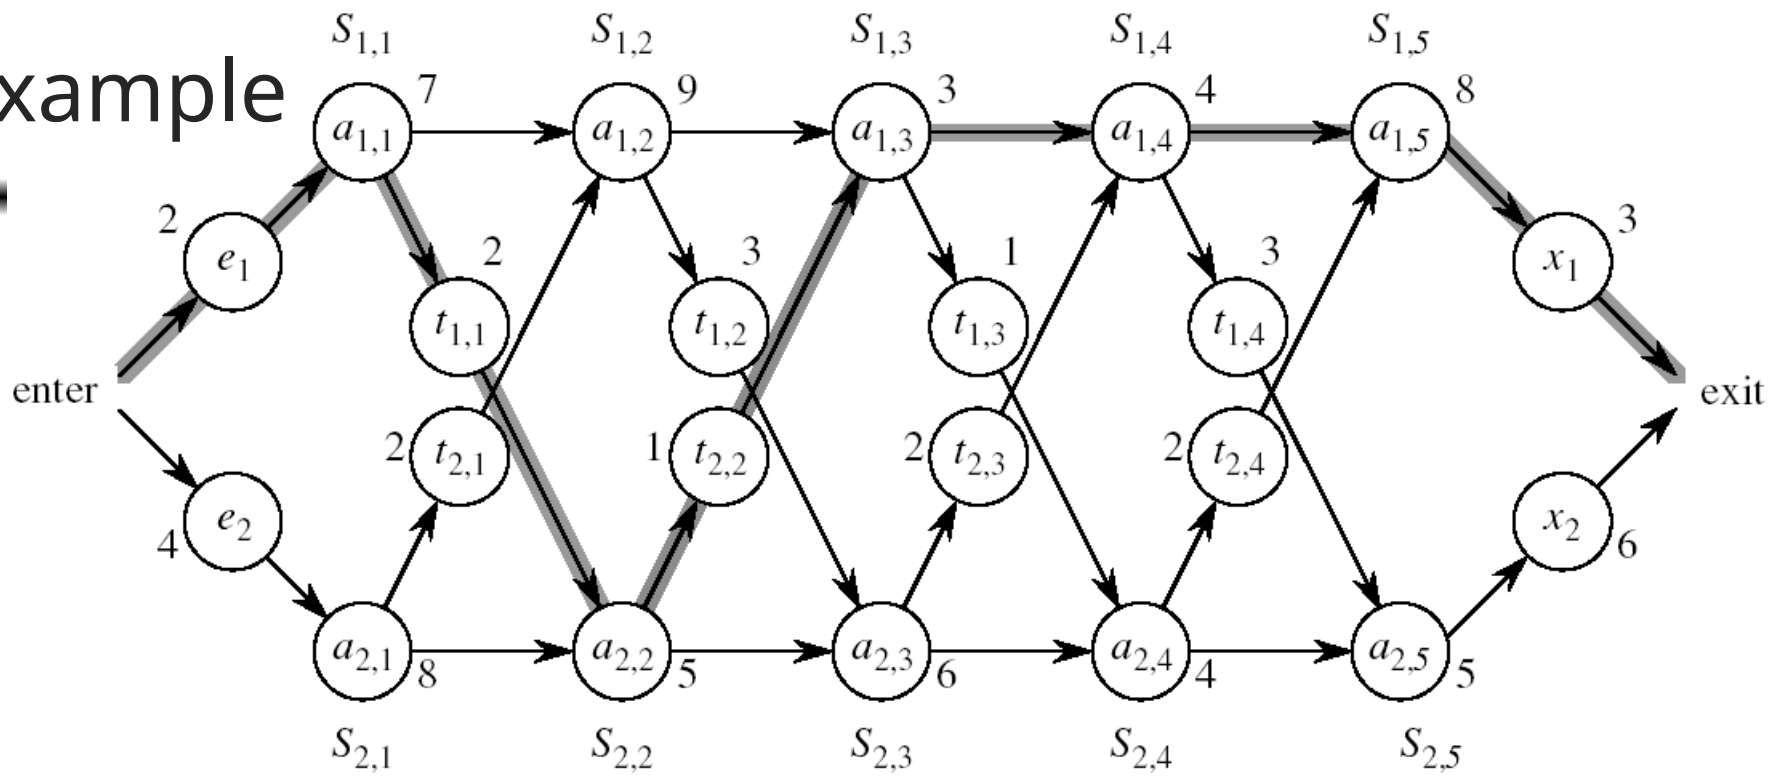 xample
S1,1 S1,2 S1,3 S1,4 S1,5
7 9 3 4 8
a1,1 a1,2 a1,3 a1,4 a1,5
2 3
e1 x1
2 3 1 3
t1,1 t1,2 t1,3 t1,4
enter exit
2 1 2 2
t2,1 t2,2 t2,3 t2,4
e2 x2
4 6
a2,1 a2,2 a2,3 a2,4 a2,5
8 5 6 4 5
S2,1 S2,2 S2,3 S2,4 S2,5